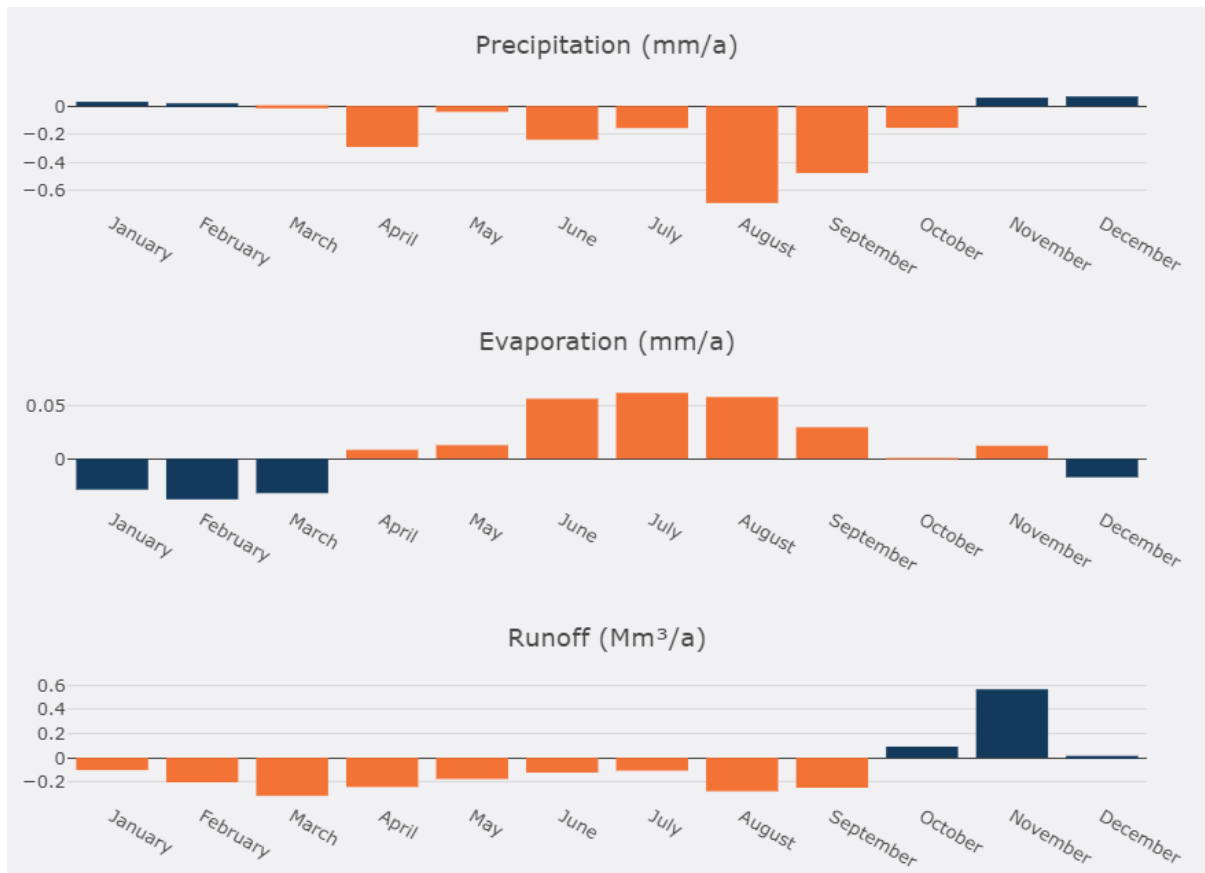 Precipitation (mm/a)
0
−0.2
−0.4
−0.6
January February March April May June July August September October November December
Evaporation (mm/a)
0.05
0
January February March April May June July August September October November December
Runoff (Mm³/a)
0.6
0.4
0.2
0
−0.2
January February March April May June July August September October November December